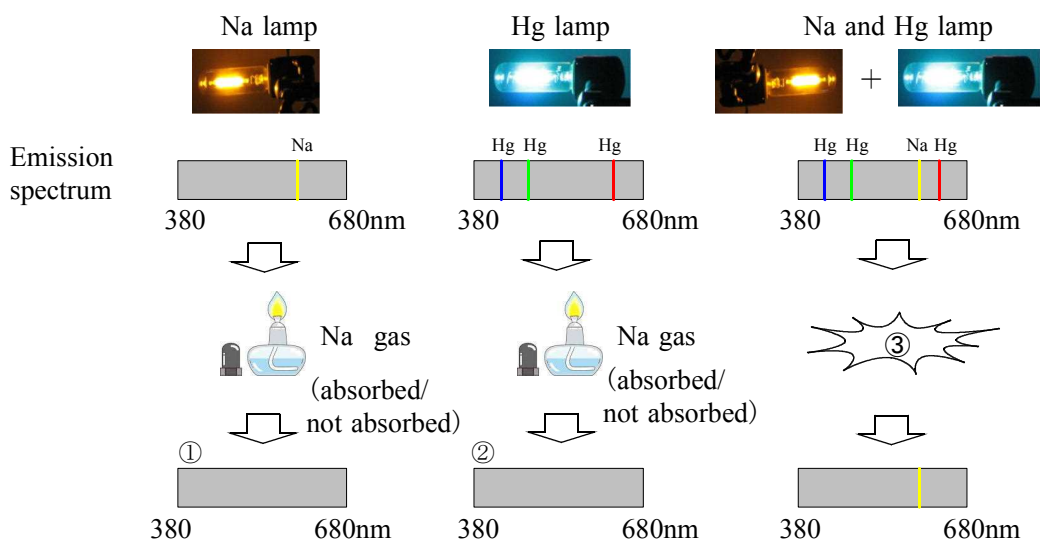 Na lamp
Hg lamp
Na and Hg lamp
+
Emission
spectrum
Na
Hg Hg Hg
Hg Hg Na Hg
380 680nm
380 680nm
380 680nm
Na gas
(absorbed/
not absorbed)
Na gas
(absorbed/
not absorbed)
③
①
②
380 680nm
380 680nm
380 680nm